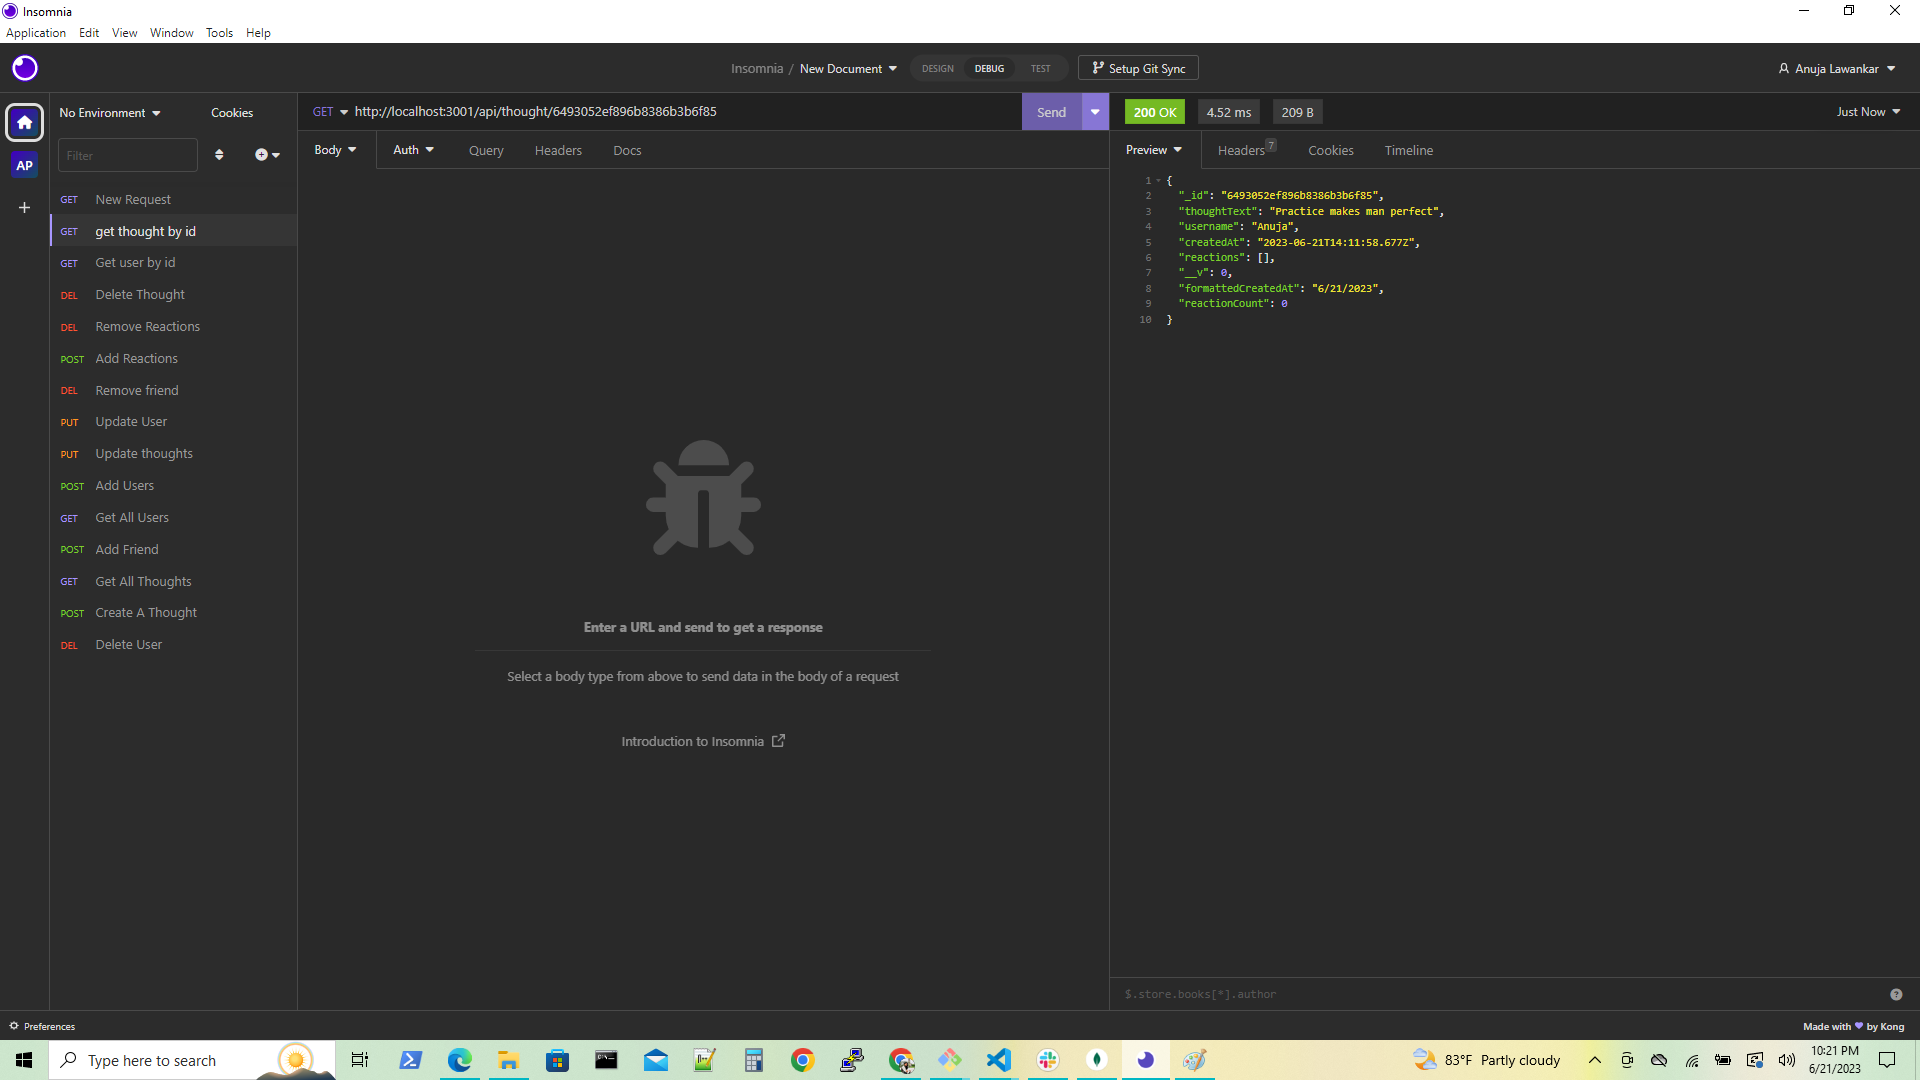 Insomnia
Application Edit View Window Tools Help
Insomnia / New Document DESIGN DEBUG TEST Setup Git Sync Anuja Lawankar
No Environment Cookies
GET http://localhost:3001/api/thought/6493052ef896b8386b3b6f85 Send
200 OK 4.52 ms 209 B Just Now
AP
Filter
Body Auth Query Headers Docs
Preview Headers 7 Cookies Timeline
GET New Request
GET get thought by id
GET Get user by id
DEL Delete Thought
DEL Remove Reactions
POST Add Reactions
DEL Remove friend
PUT Update User
PUT Update thoughts
POST Add Users
GET Get All Users
POST Add Friend
GET Get All Thoughts
POST Create A Thought
DEL Delete User
Enter a URL and send to get a response
Select a body type from above to send data in the body of a request
Introduction to Insomnia
1 {
2 "_id": "6493052ef896b8386b3b6f85",
3 "thoughtText": "Practice makes man perfect",
4 "username": "Anuja",
5 "createdAt": "2023-06-21T14:11:58.677Z",
6 "reactions": [],
7 "__v": 0,
8 "formattedCreatedAt": "6/21/2023",
9 "reactionCount": 0
10 }
$.store.books[*].author
Preferences
Made with by Kong
Type here to search
83°F Partly cloudy
10:21 PM
6/21/2023